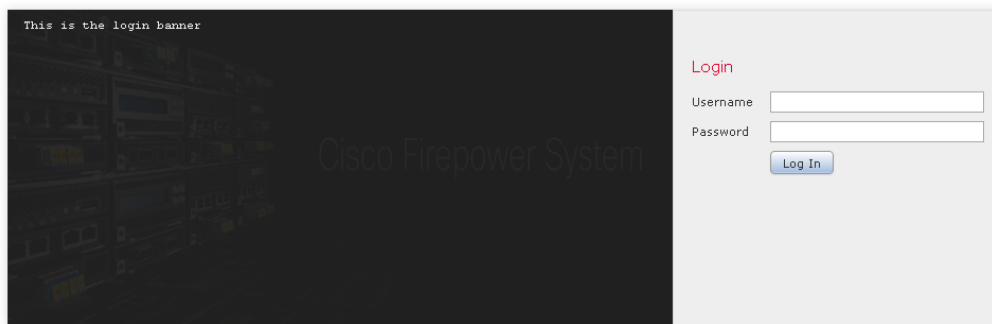 This is the login banner
Cisco Firepower System
Login
Username
Password
Log In